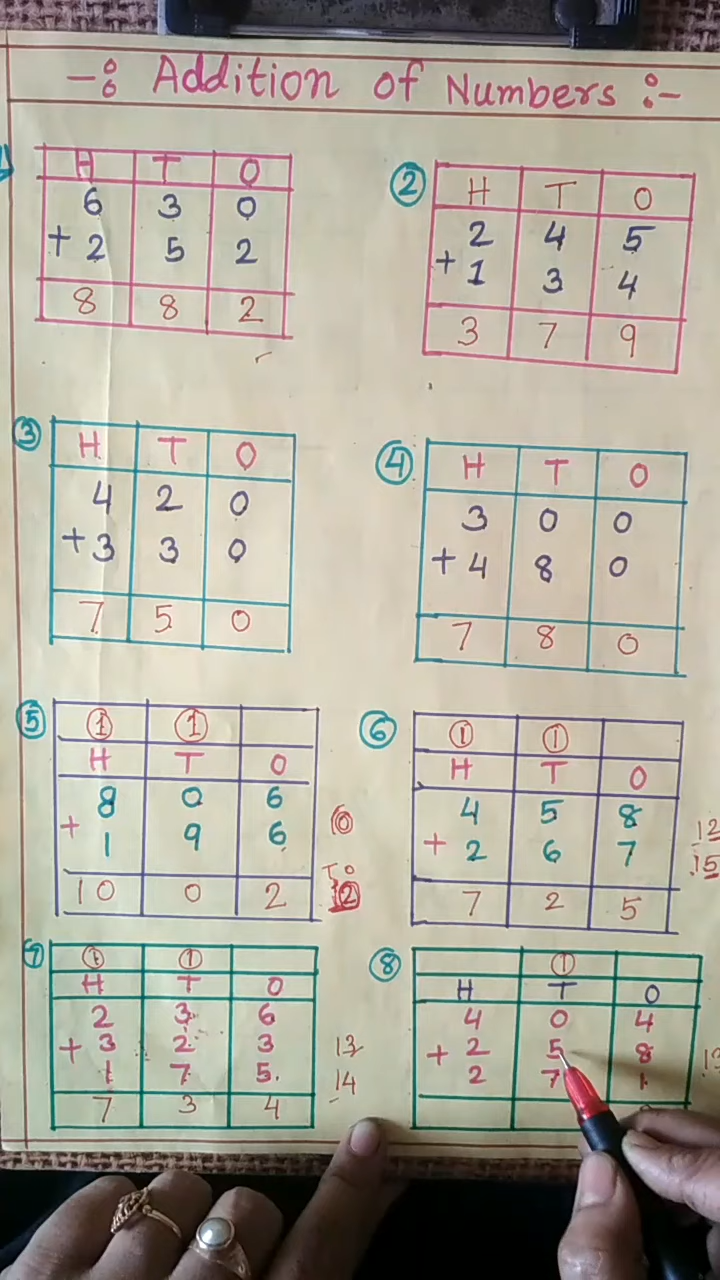 -: Addition of Numbers :-
H T O
6 3 0
+ 2 5 2
8 8 2
②
H T O
2 4 5
+ 1 3 4
3 7 9
③
H T O
4 2 0
+ 3 3 0
7 5 0
④
H T O
3 0 0
+ 4 8 0
7 8 0
⑤
① ①
H T O
8 0 6
+ 1 9 6
10 0 2
10
T O
12
⑥
① ①
H T O
4 5 8
+ 2 6 7
7 2 5
12
15
⑦
① ①
H T O
2 3 6
+ 3 2 3
1 7 5
7 3 4
13
14
⑧
①
H T O
4 0 4
+ 2 5 8
2 7 1